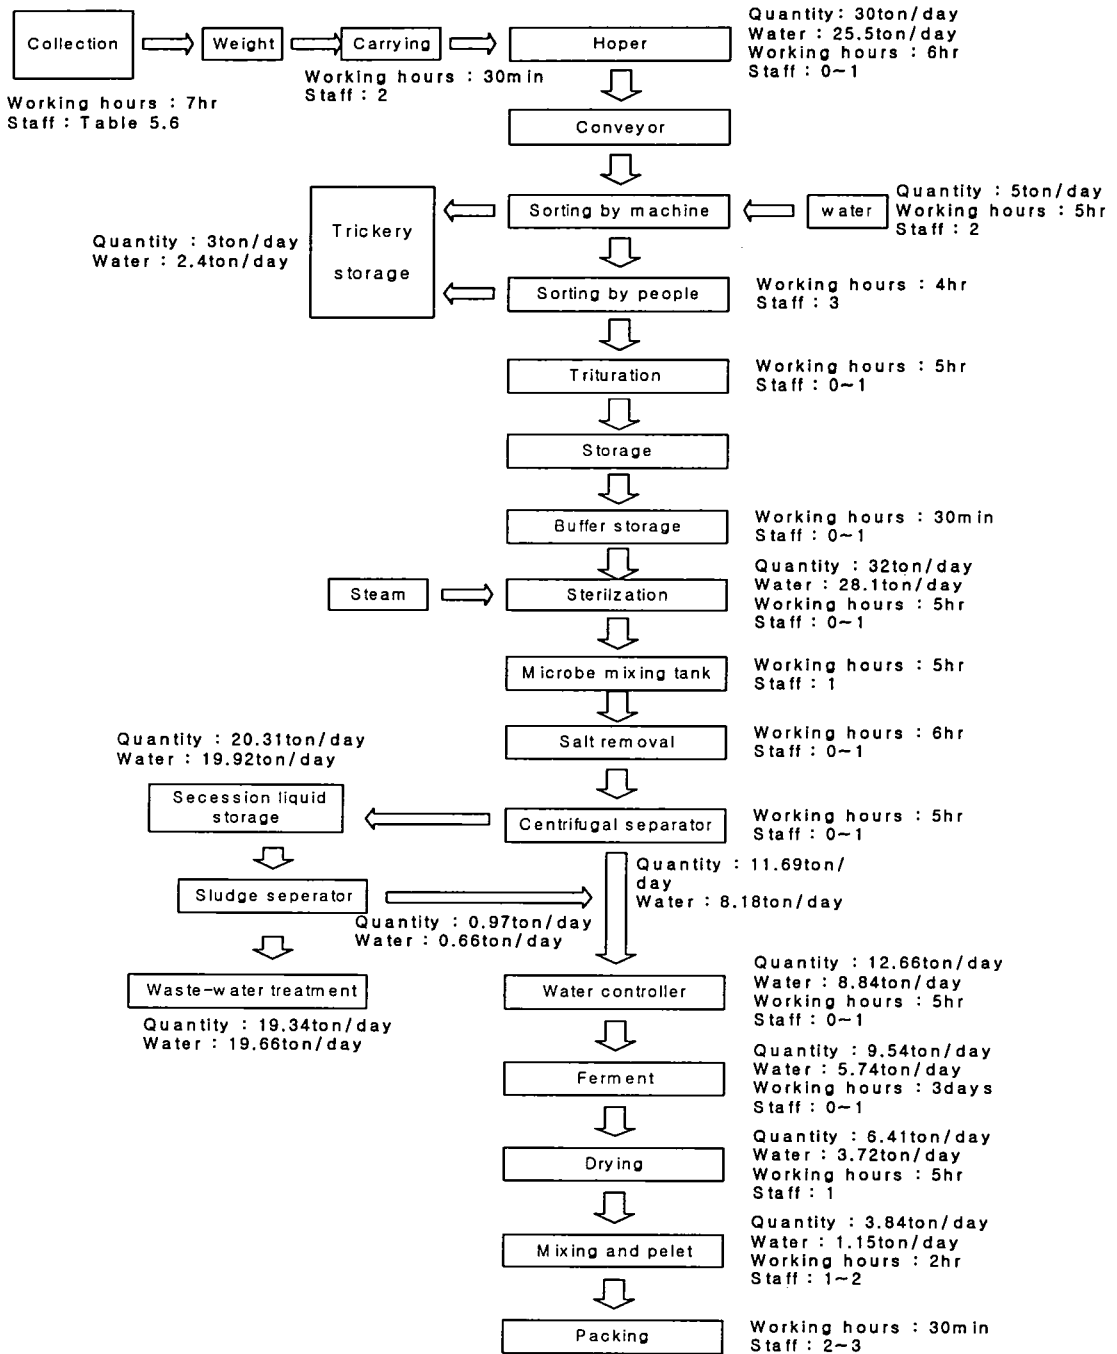 Collection
Weight
Carrying
Hoper
Quantity : 30ton/day
Water : 25.5ton/day
Working hours : 6hr
Staff : 0~1
Working hours : 7hr
Staff : Table 5.6
Working hours : 30min
Staff : 2
Conveyor
Trickery
storage
Quantity : 3ton/day
Water : 2.4ton/day
Sorting by machine
water
Quantity : 5ton/day
Working hours : 5hr
Staff : 2
Sorting by people
Working hours : 4hr
Staff : 3
Trituration
Working hours : 5hr
Staff : 0~1
Storage
Buffer storage
Working hours : 30min
Staff : 0~1
Steam
Sterilzation
Quantity : 32ton/day
Water : 28.1ton/day
Working hours : 5hr
Staff : 0~1
Microbe mixing tank
Working hours : 5hr
Staff : 1
Salt removal
Working hours : 6hr
Staff : 0~1
Quantity : 20.31ton/day
Water : 19.92ton/day
Secession liquid
storage
Centrifugal separator
Working hours : 5hr
Staff : 0~1
Quantity : 11.69ton/
day
Water : 8.18ton/day
Sludge seperator
Quantity : 0.97ton/day
Water : 0.66ton/day
Waste-water treatment
Quantity : 19.34ton/day
Water : 19.66ton/day
Water controller
Quantity : 12.66ton/day
Water : 8.84ton/day
Working hours : 5hr
Staff : 0~1
Ferment
Quantity : 9.54ton/day
Water : 5.74ton/day
Working hours : 3days
Staff : 0~1
Drying
Quantity : 6.41ton/day
Water : 3.72ton/day
Working hours : 5hr
Staff : 1
Mixing and pelet
Quantity : 3.84ton/day
Water : 1.15ton/day
Working hours : 2hr
Staff : 1~2
Packing
Working hours : 30min
Staff : 2~3